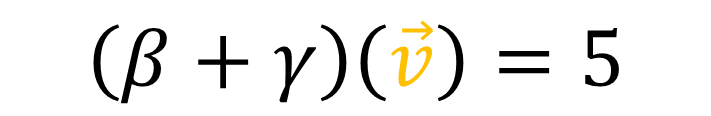 (β + γ)(v⃗) = 5